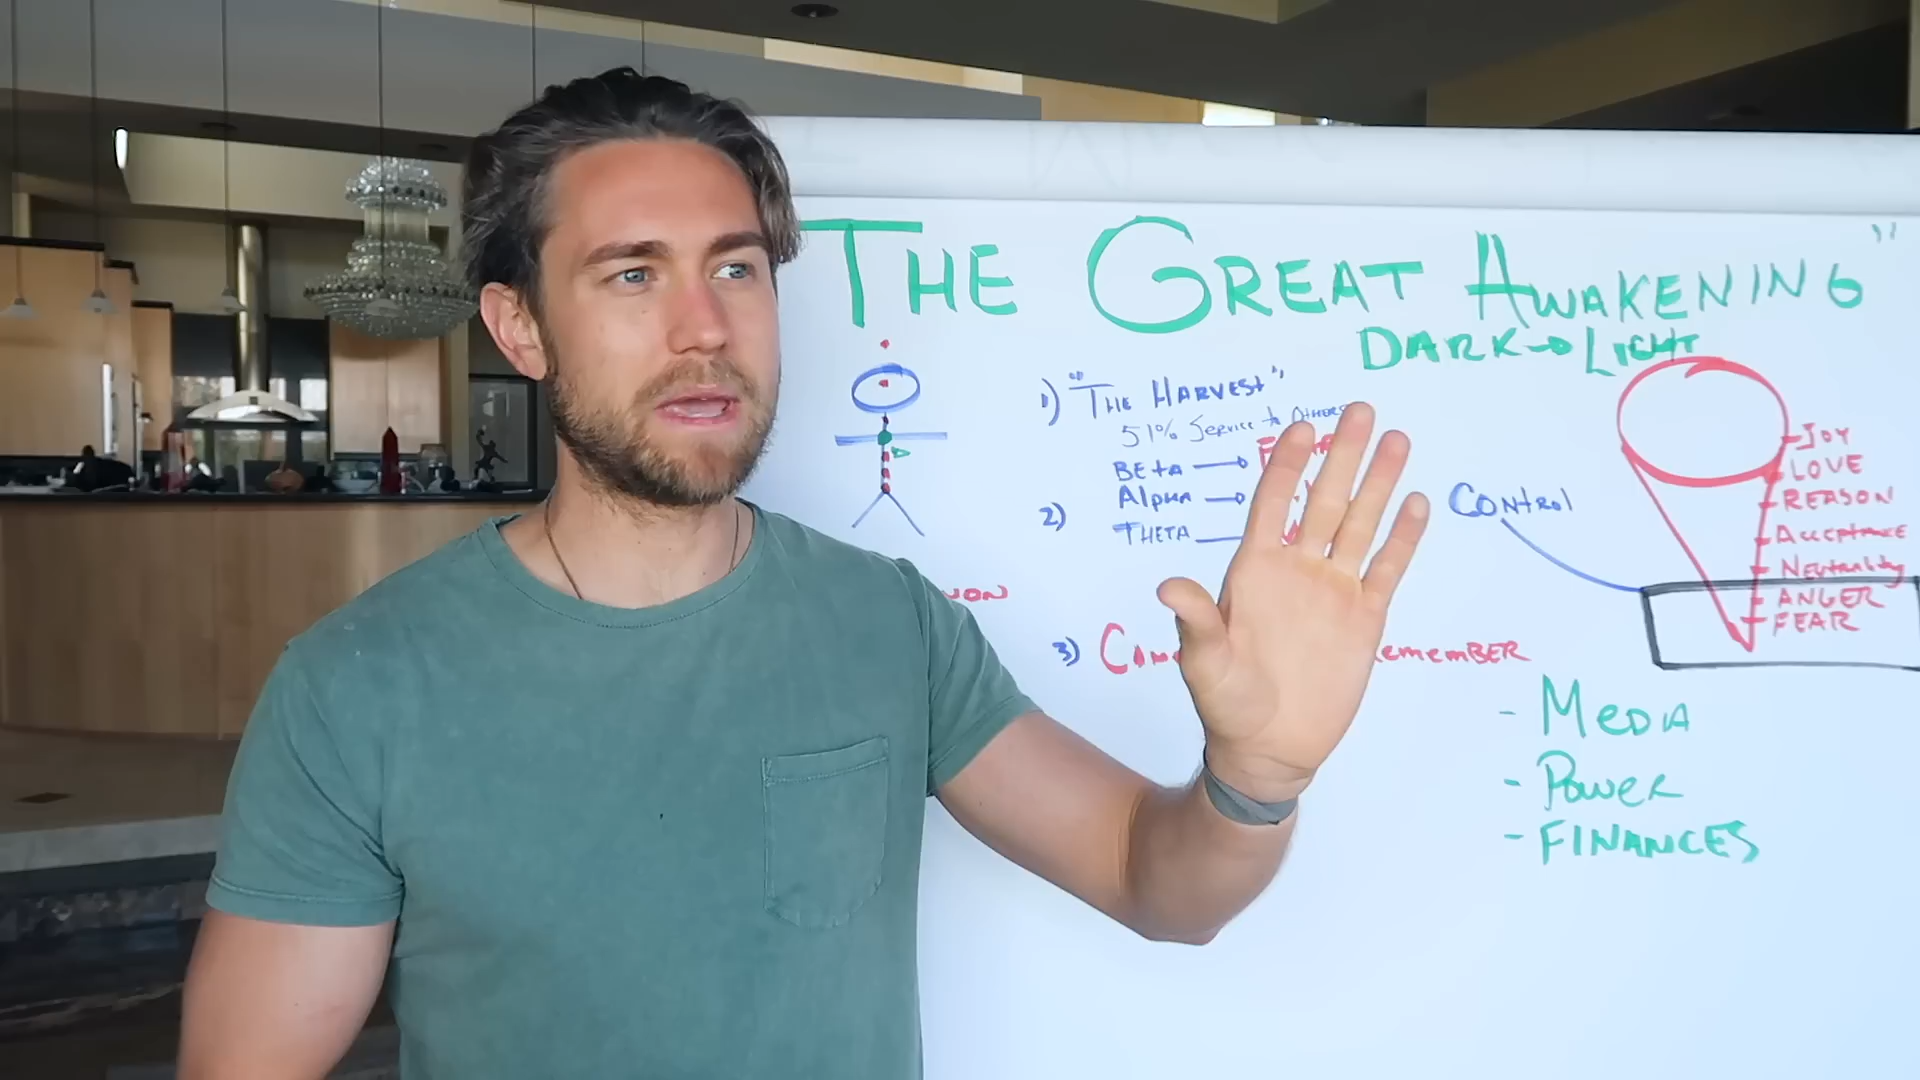 THE GREAT AWAKENING"
DARK→LIGHT
1) "THE HARVEST"
51% Service to Others
2)
BETA →
ALPHA →
THETA
3)
REMEMBER
Control
JOY
LOVE
REASON
Acceptance
Neutrality
ANGER
FEAR
- MEDIA
- POWER
- FINANCES